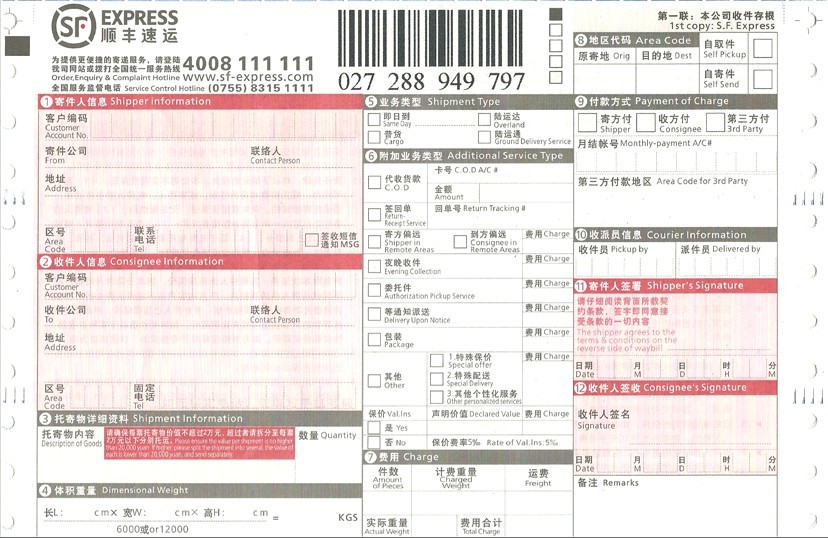 SF EXPRESS
顺丰速运
为提供更便捷的寄递服务，请登陆
我司网站或拨打全国统一服务热线
4008 111 111
www.sf-express.com
Order,Enquiry & Complaint Hotline
全国服务监督电话 Service Control Hotline (0755) 8315 1111
027 288 949 797
第一联：本公司收件存根
1st copy: S.F. Express
⑧ 地区代码 Area Code
原寄地 Orig 目的地 Dest
自取件
Self Pickup
自寄件
Self Send
① 寄件人信息 Shipper Information
客户编码
Customer
Account No.
寄件公司
From
联络人
Contact Person
地址
Address
区号
Area
Code
联系
电话
Tel
签收短信
通知 MSG
② 收件人信息 Consignee Information
客户编码
Customer
Account No.
收件公司
To
联络人
Contact Person
地址
Address
区号
Area
Code
固定
电话
Tel
③ 托寄物详细资料 Shipment Information
托寄物内容
Description of Goods
请确保每票托寄物价值不超过2万元，超过者请拆分至每票
2万元以下分别托运。Please ensure the value per shipment is no higher
than 20,000 yuan. If higher, please split the shipment into several, the value of
each is lower than 20,000 yuan, and send separately.
数量 Quantity
④ 体积重量 Dimensional Weight
长L: cm× 宽W: cm× 高H: cm = KGS
6000或or12000
⑤ 业务类型 Shipment Type
即日到
Same Day
陆运达
Overland
普货
Cargo
陆运通
Ground Delivery Service
⑥ 附加业务类型 Additional Service Type
代收货款
C.O.D
卡号 C.O.D A/C #
金额
Amount
签回单
Return-
Receipt Service
回单号 Return Tracking #
寄方偏远
Shipper in
Remote Areas
到方偏远
Consignee in
Remote Areas
费用 Charge
夜晚收件
Evening Collection
费用 Charge
委托件
Authorization Pickup Service
费用 Charge
等通知派送
Delivery Upon Notice
费用 Charge
包装
Package
费用 Charge
其他
Other
1.特殊保价
Special offer
2.特殊配送
Special Delivery
3.其他个性化服务
Other personalized services
保价 Val.Ins 声明价值 Declared Value 费用 Charge
是 Yes
否 No 保价费率5‰ Rate of Val.Ins:5‰
⑦ 费用 Charge
件数
Amount
of Pieces
计费重量
Charged
Weight
运费
Freight
实际重量
Actual Weight
费用合计
Total Charge
⑨ 付款方式 Payment of Charge
寄方付
Shipper
收方付
Consignee
第三方付
3rd Party
月结帐号 Monthly-payment A/C#
第三方付款地区 Area Code for 3rd Party
⑩ 收派员信息 Courier Information
收件员 Pickup by 派件员 Delivered by
⑪ 寄件人签署 Shipper's Signature
请仔细阅读背面所载契
约条款，签字即同意接
受条款的一切内容
The shipper agrees to the
terms & conditions on the
reverse side of waybill
日期 月 日 时 分
Date M D H M
⑫ 收件人签收 Consignee's Signature
收件人签名
Signature
日期 月 日 时 分
Date M D H M
备注 Remarks